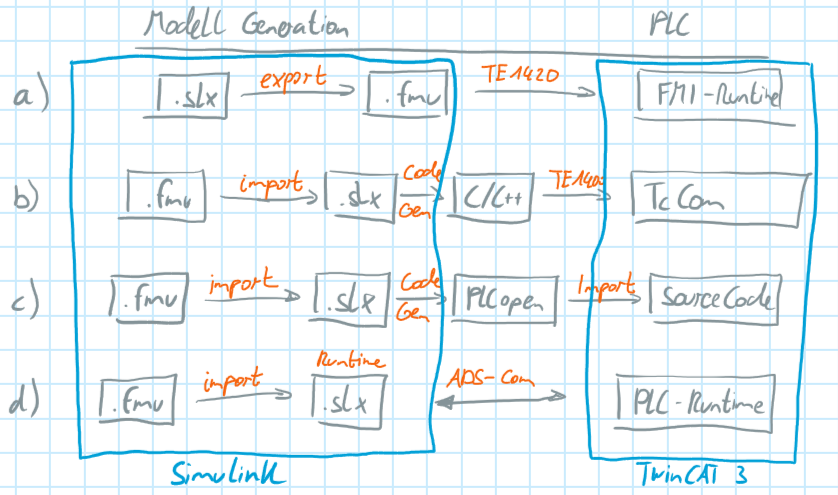 Modell Generation PLC
a) .slx export .fmu TE1420 FMI-Runtime
b) .fmu import .slx Code Gen C/C++ TE1400 TcCom
c) .fmu import .slx Code Gen PLCopen Import SourceCode
d) .fmu import Runtime .slx ADS-Com PLC-Runtime
Simulink TwinCAT 3